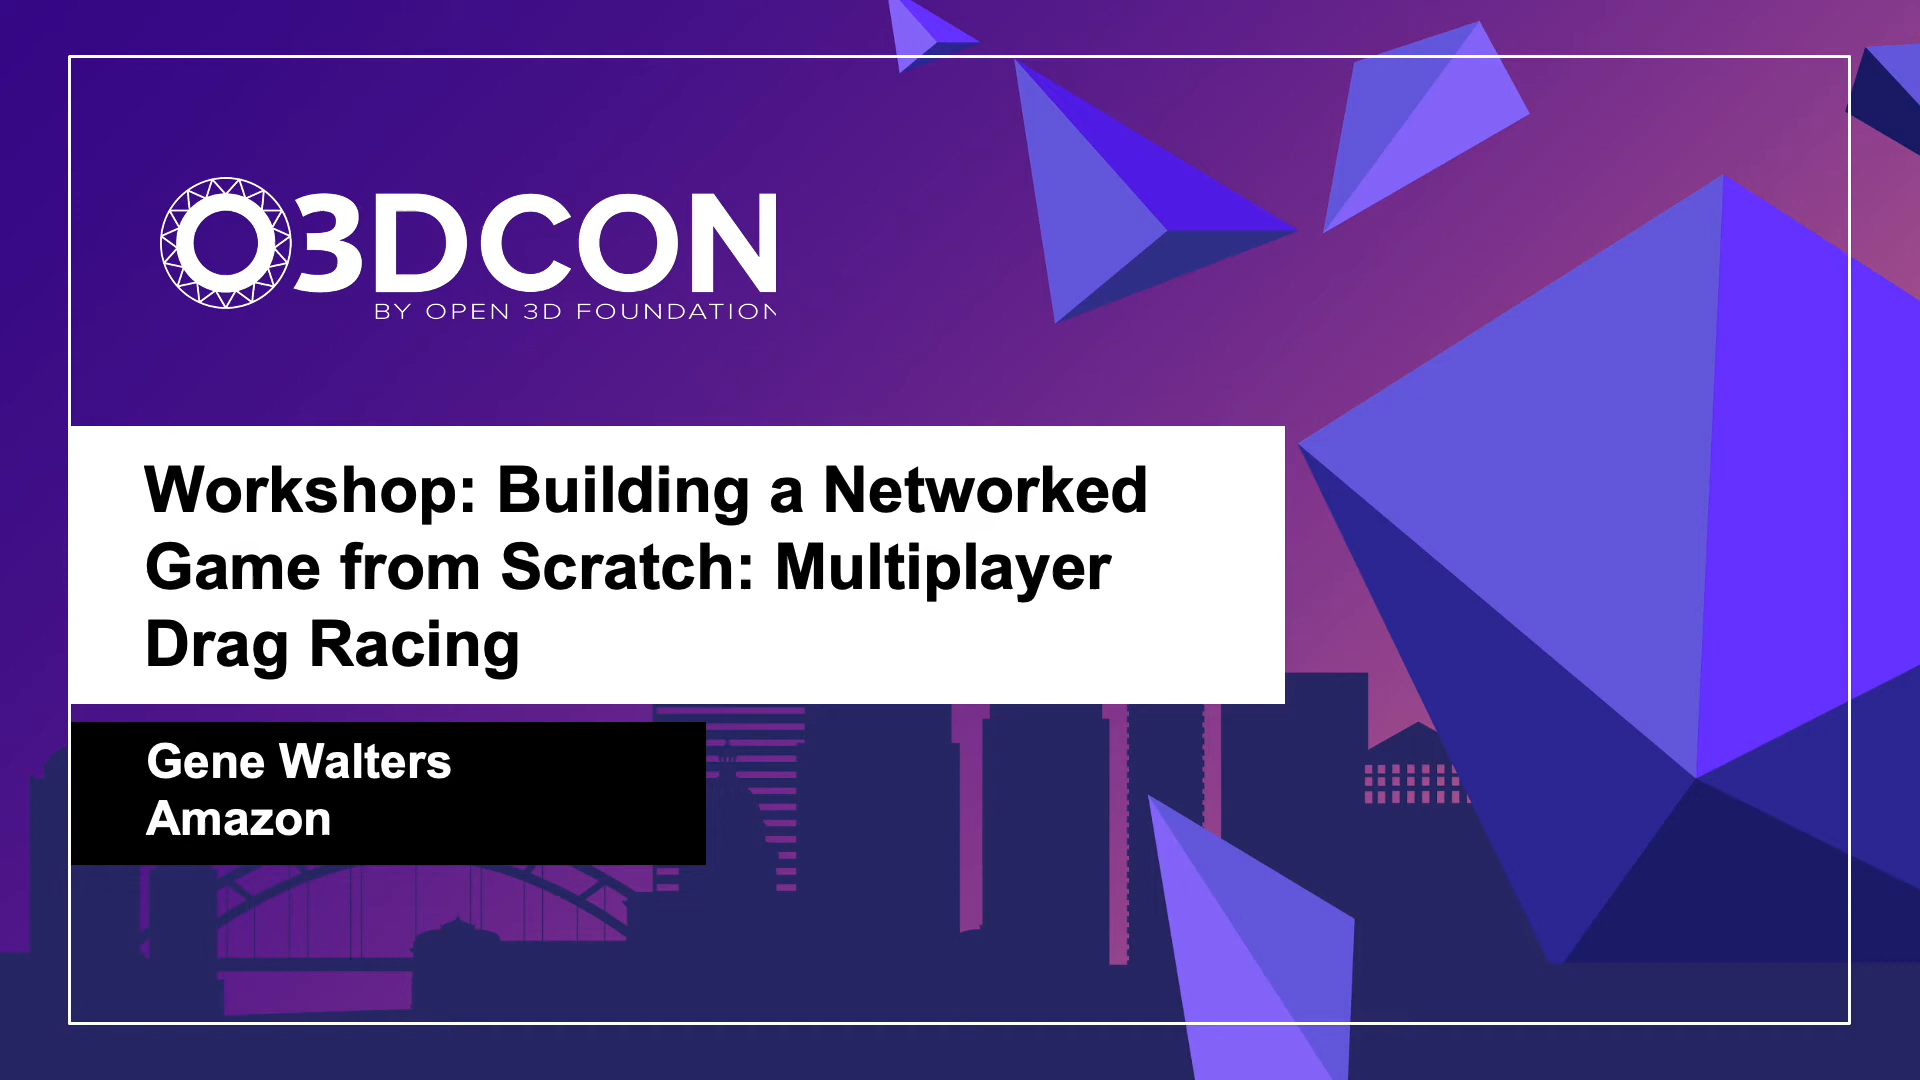 O3DCON
BY OPEN 3D FOUNDATION
Workshop: Building a Networked
Game from Scratch: Multiplayer
Drag Racing
Gene Walters
Amazon